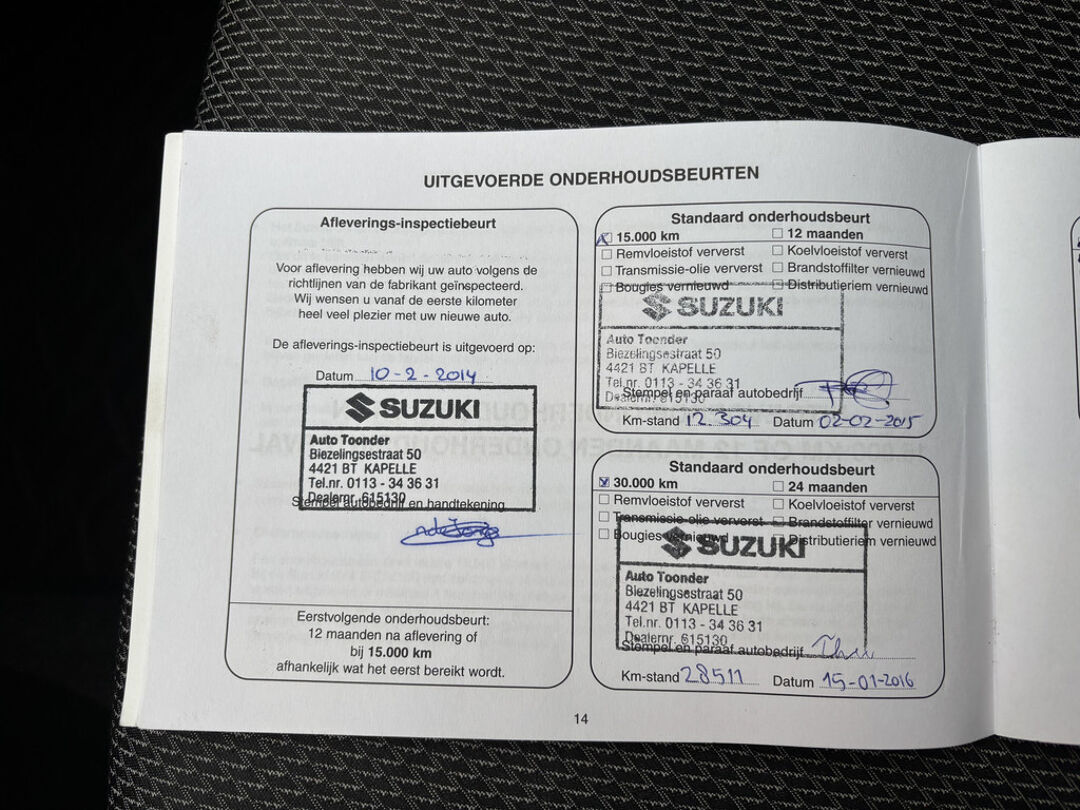 UITGEVOERDE ONDERHOUDSBEURTEN
Afleverings-inspectiebeurt
Voor aflevering hebben wij uw auto volgens de
richtlijnen van de fabrikant geïnspecteerd.
Wij wensen u vanaf de eerste kilometer
heel veel plezier met uw nieuwe auto.
De afleverings-inspectiebeurt is uitgevoerd op:
Datum 10-2-2014
SUZUKI
Auto Toonder
Biezelingsestraat 50
4421 BT KAPELLE
Tel.nr. 0113 - 34 36 31
Dealernr. 615130
Stempel autobedrijf en handtekening
Eerstvolgende onderhoudsbeurt:
12 maanden na aflevering of
bij 15.000 km
afhankelijk wat het eerst bereikt wordt.
Standaard onderhoudsbeurt
15.000 km 12 maanden
Remvloeistof ververst Koelvloeistof ververst
Transmissie-olie ververst Brandstoffilter vernieuwd
Bougies vernieuwd Distributieriem vernieuwd
SUZUKI
Auto Toonder
Biezelingsestraat 50
4421 BT KAPELLE
Tel.nr. 0113 - 34 36 31
Dealernr. 615130
Stempel en paraaf autobedrijf
Km-stand 12.304 Datum 02-02-2015
Standaard onderhoudsbeurt
30.000 km 24 maanden
Remvloeistof ververst Koelvloeistof ververst
Transmissie-olie ververst Brandstoffilter vernieuwd
Bougies vernieuwd Distributieriem vernieuwd
SUZUKI
Auto Toonder
Biezelingsestraat 50
4421 BT KAPELLE
Tel.nr. 0113 - 34 36 31
Dealernr. 615130
Stempel en paraaf autobedrijf
Km-stand 28511 Datum 15-01-2016
14